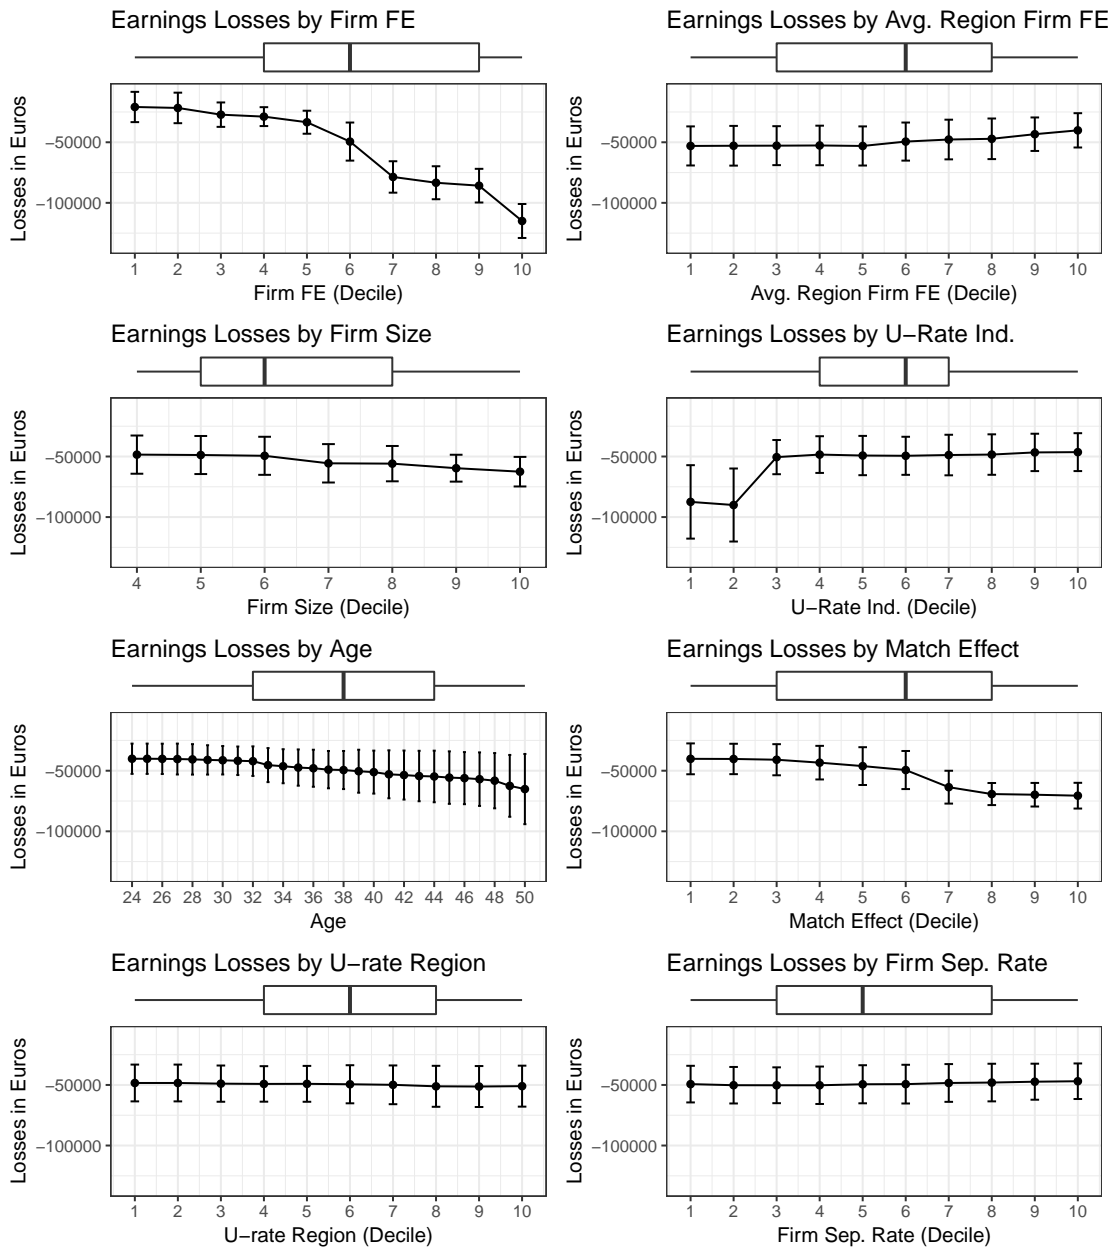 Earnings Losses by Firm FE
Losses in Euros
−50000
−100000
1 2 3 4 5 6 7 8 9 10
Firm FE (Decile)
Earnings Losses by Avg. Region Firm FE
Losses in Euros
−50000
−100000
1 2 3 4 5 6 7 8 9 10
Avg. Region Firm FE (Decile)
Earnings Losses by Firm Size
Losses in Euros
−50000
−100000
4 5 6 7 8 9 10
Firm Size (Decile)
Earnings Losses by U−Rate Ind.
Losses in Euros
−50000
−100000
1 2 3 4 5 6 7 8 9 10
U−Rate Ind. (Decile)
Earnings Losses by Age
Losses in Euros
−50000
−100000
24 26 28 30 32 34 36 38 40 42 44 46 48 50
Age
Earnings Losses by Match Effect
Losses in Euros
−50000
−100000
1 2 3 4 5 6 7 8 9 10
Match Effect (Decile)
Earnings Losses by U−rate Region
Losses in Euros
−50000
−100000
1 2 3 4 5 6 7 8 9 10
U−rate Region (Decile)
Earnings Losses by Firm Sep. Rate
Losses in Euros
−50000
−100000
1 2 3 4 5 6 7 8 9 10
Firm Sep. Rate (Decile)